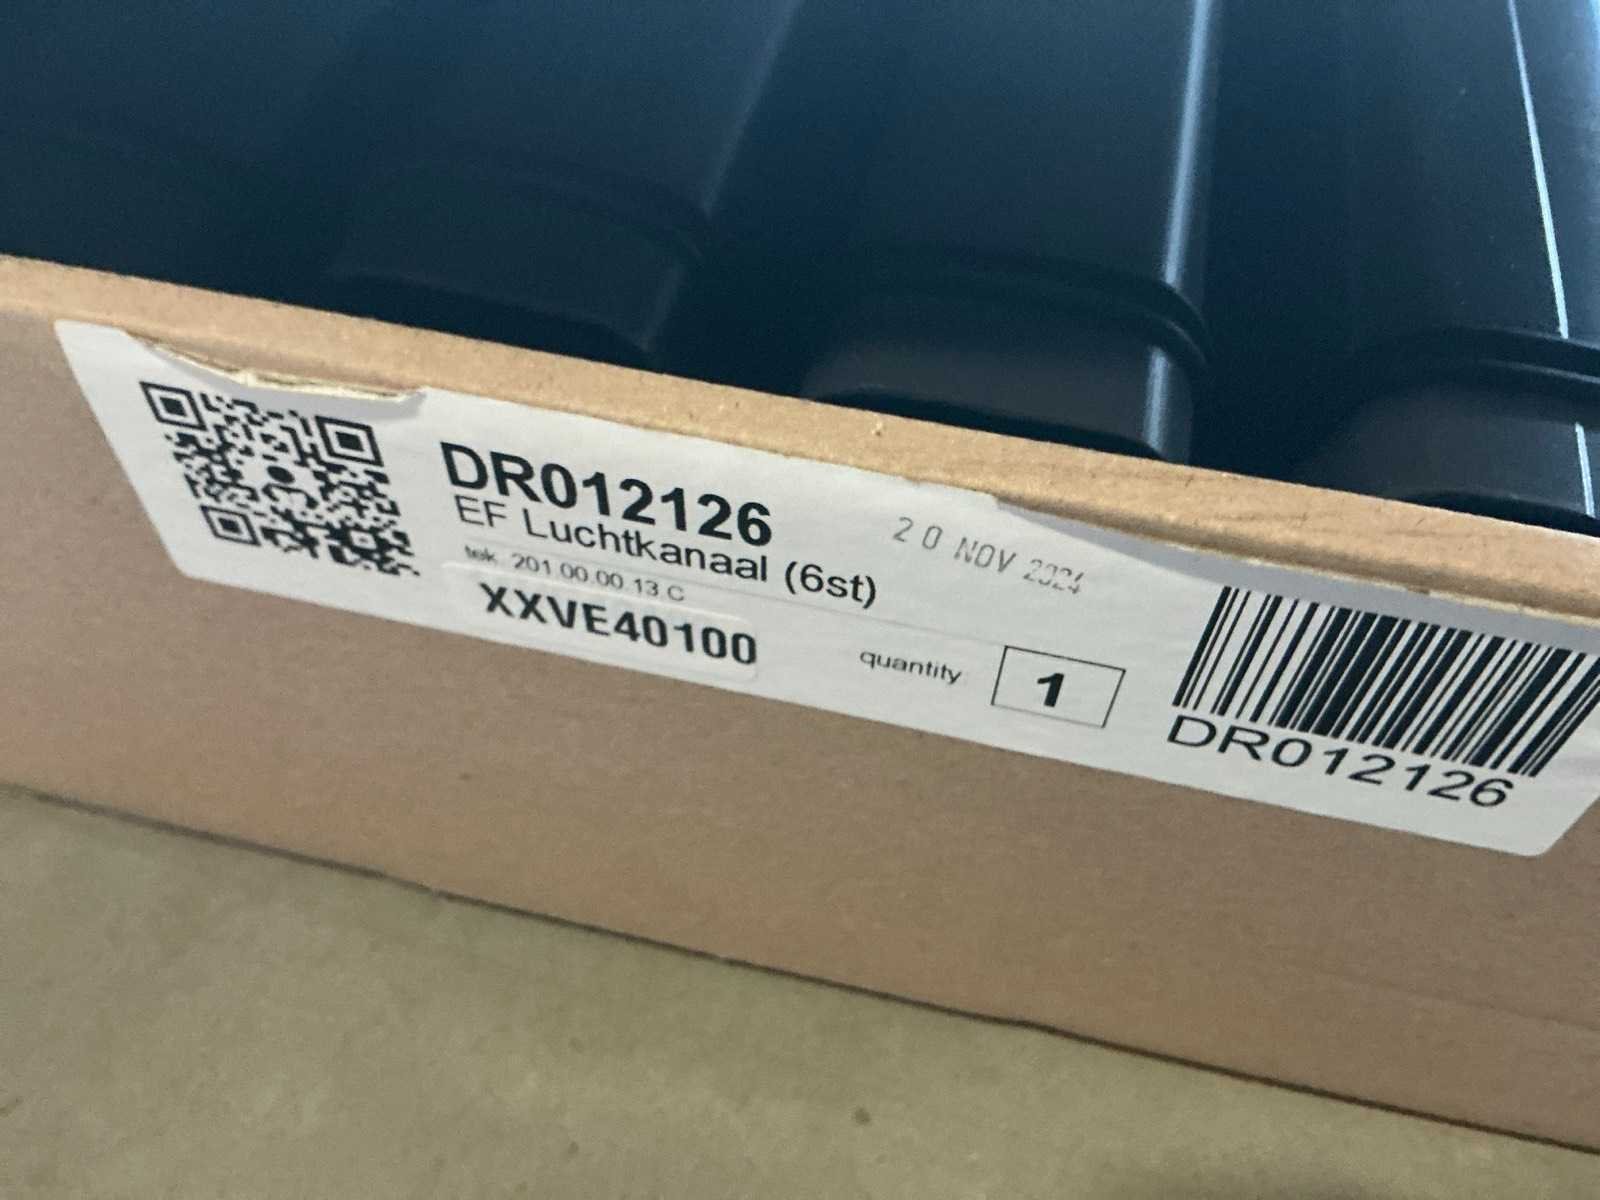 DR012126
EF Luchtkanaal (6st)
tek. 201.00.00.13 C
XXVE40100
20 NOV 2024
quantity
1
DR012126